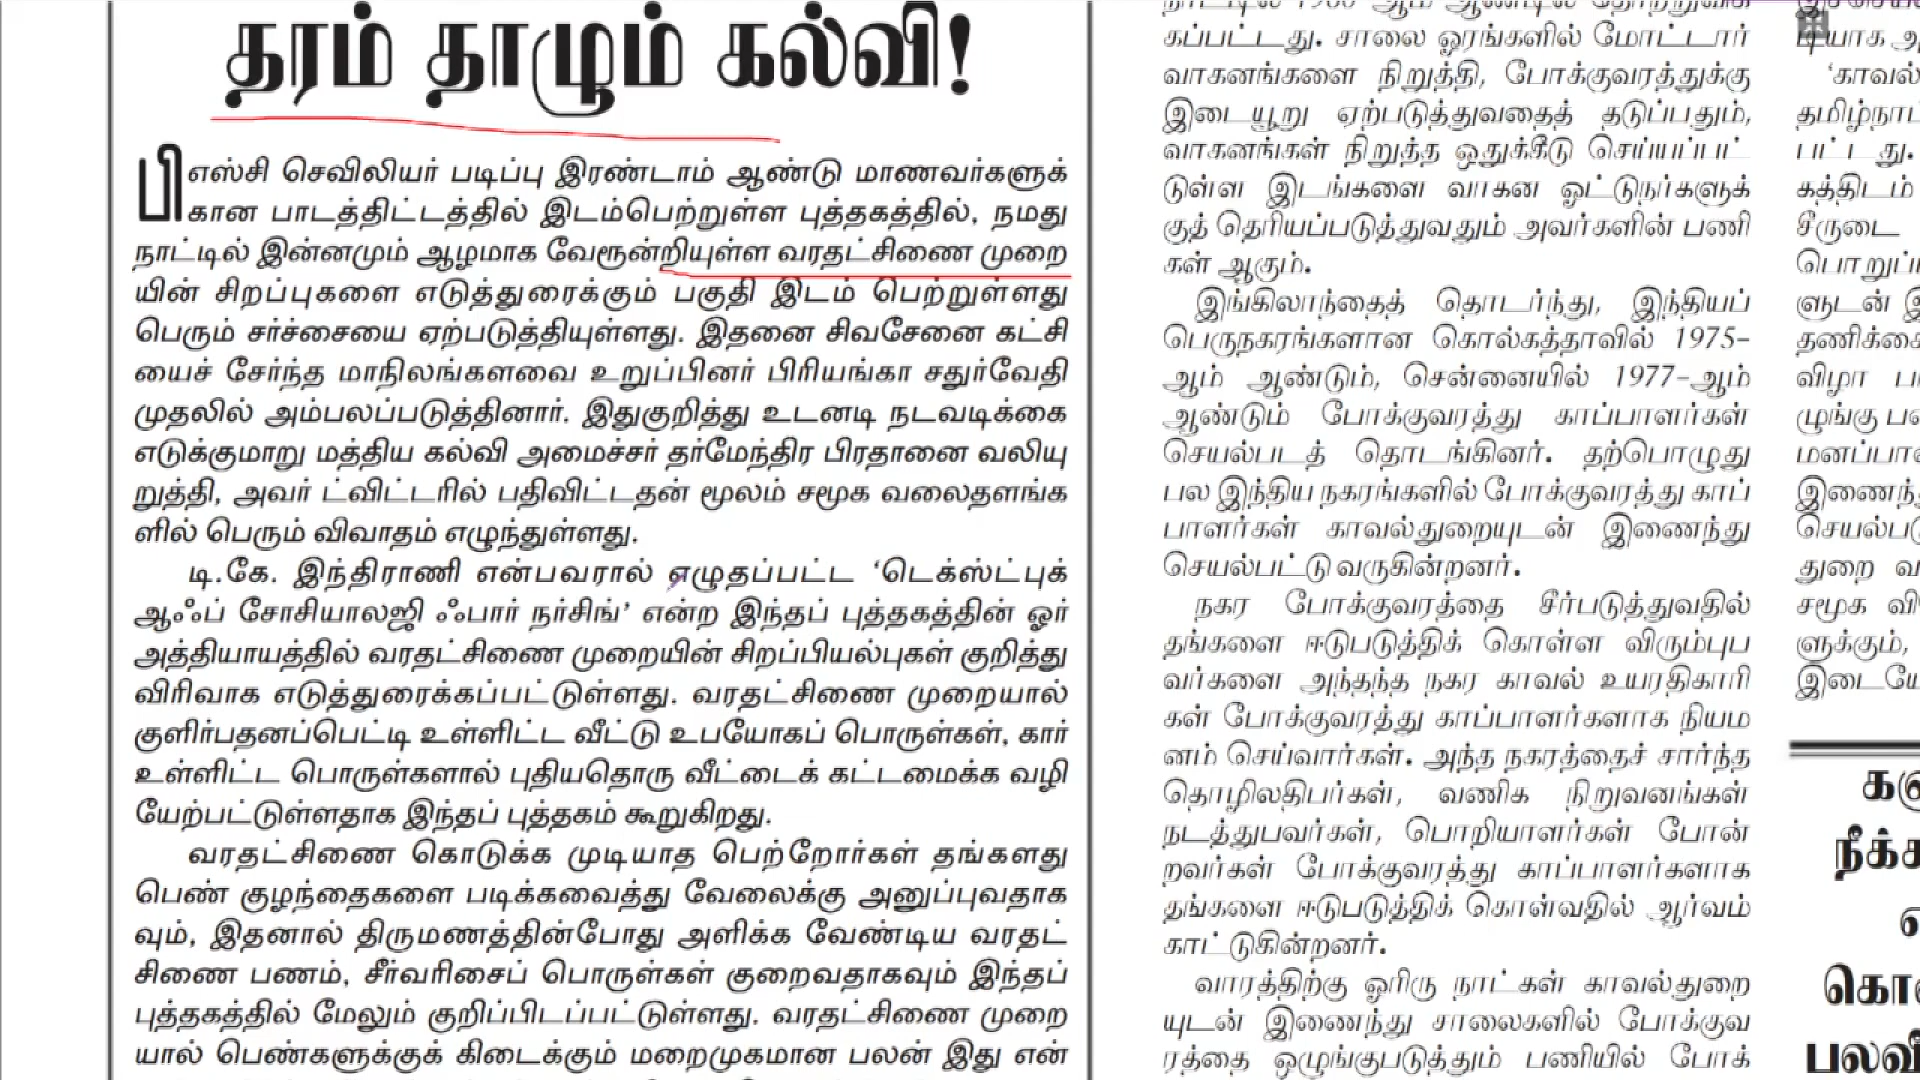 தரம் தாழும் கல்வி!
பிஎஸ்சி செவிலியர் படிப்பு இரண்டாம் ஆண்டு மாணவர்களுக்
கான பாடத்திட்டத்தில் இடம்பெற்றுள்ள புத்தகத்தில், நமது
நாட்டில் இன்னமும் ஆழமாக வேரூன்றியுள்ள வரதட்சிணை முறை
யின் சிறப்புகளை எடுத்துரைக்கும் பகுதி இடம் பெற்றுள்ளது
பெரும் சர்ச்சையை ஏற்படுத்தியுள்ளது. இதனை சிவசேனை கட்சி
யைச் சேர்ந்த மாநிலங்களவை உறுப்பினர் பிரியங்கா சதுர்வேதி
முதலில் அம்பலப்படுத்தினார். இதுகுறித்து உடனடி நடவடிக்கை
எடுக்குமாறு மத்திய கல்வி அமைச்சர் தர்மேந்திர பிரதானை வலியு
றுத்தி, அவர் ட்விட்டரில் பதிவிட்டதன் மூலம் சமூக வலைதளங்க
ளில் பெரும் விவாதம் எழுந்துள்ளது.
டி.கே. இந்திராணி என்பவரால் எழுதப்பட்ட ‘டெக்ஸ்ட்புக்
ஆஃப் சோசியாலஜி ஃபார் நர்சிங்’ என்ற இந்தப் புத்தகத்தின் ஓர்
அத்தியாயத்தில் வரதட்சிணை முறையின் சிறப்பியல்புகள் குறித்து
விரிவாக எடுத்துரைக்கப்பட்டுள்ளது. வரதட்சிணை முறையால்
குளிர்பதனப்பெட்டி உள்ளிட்ட வீட்டு உபயோகப் பொருள்கள், கார்
உள்ளிட்ட பொருள்களால் புதியதொரு வீட்டைக் கட்டமைக்க வழி
யேற்பட்டுள்ளதாக இந்தப் புத்தகம் கூறுகிறது.
வரதட்சிணை கொடுக்க முடியாத பெற்றோர்கள் தங்களது
பெண் குழந்தைகளை படிக்கவைத்து வேலைக்கு அனுப்புவதாக
வும், இதனால் திருமணத்தின்போது அளிக்க வேண்டிய வரதட்
சிணை பணம், சீர்வரிசைப் பொருள்கள் குறைவதாகவும் இந்தப்
புத்தகத்தில் மேலும் குறிப்பிடப்பட்டுள்ளது. வரதட்சிணை முறை
யால் பெண்களுக்குக் கிடைக்கும் மறைமுகமான பலன் இது என்
கப்பட்டது. சாலை ஓரங்களில் மோட்டார்
வாகனங்களை நிறுத்தி, போக்குவரத்துக்கு
இடையூறு ஏற்படுத்துவதைத் தடுப்பதும்,
வாகனங்கள் நிறுத்த ஒதுக்கீடு செய்யப்பட்
டுள்ள இடங்களை வாகன ஓட்டுநர்களுக்
குத் தெரியப்படுத்துவதும் அவர்களின் பணி
கள் ஆகும்.
இங்கிலாந்தைத் தொடர்ந்து, இந்தியப்
பெருநகரங்களான கொல்கத்தாவில் 1975-
ஆம் ஆண்டும், சென்னையில் 1977-ஆம்
ஆண்டும் போக்குவரத்து காப்பாளர்கள்
செயல்படத் தொடங்கினர். தற்பொழுது
பல இந்திய நகரங்களில் போக்குவரத்து காப்
பாளர்கள் காவல்துறையுடன் இணைந்து
செயல்பட்டு வருகின்றனர்.
நகர போக்குவரத்தை சீர்படுத்துவதில்
தங்களை ஈடுபடுத்திக் கொள்ள விரும்புப
வர்களை அந்தந்த நகர காவல் உயரதிகாரி
கள் போக்குவரத்து காப்பாளர்களாக நியம
னம் செய்வார்கள். அந்த நகரத்தைச் சார்ந்த
தொழிலதிபர்கள், வணிக நிறுவனங்கள்
நடத்துபவர்கள், பொறியாளர்கள் போன்
றவர்கள் போக்குவரத்து காப்பாளர்களாக
தங்களை ஈடுபடுத்திக் கொள்வதில் ஆர்வம்
காட்டுகின்றனர்.
வாரத்திற்கு ஓரிரு நாட்கள் காவல்துறை
யுடன் இணைந்து சாலைகளில் போக்குவ
ரத்தை ஒழுங்குபடுத்தும் பணியில் போக்
‘காவல்
தமிழ்நாட்
பட்டது.
கத்திடம்
சீருடை
ளுடன்
தணிக்கை
விழா
செயல்படு
துறை
சமூக
ளுக்கும்,